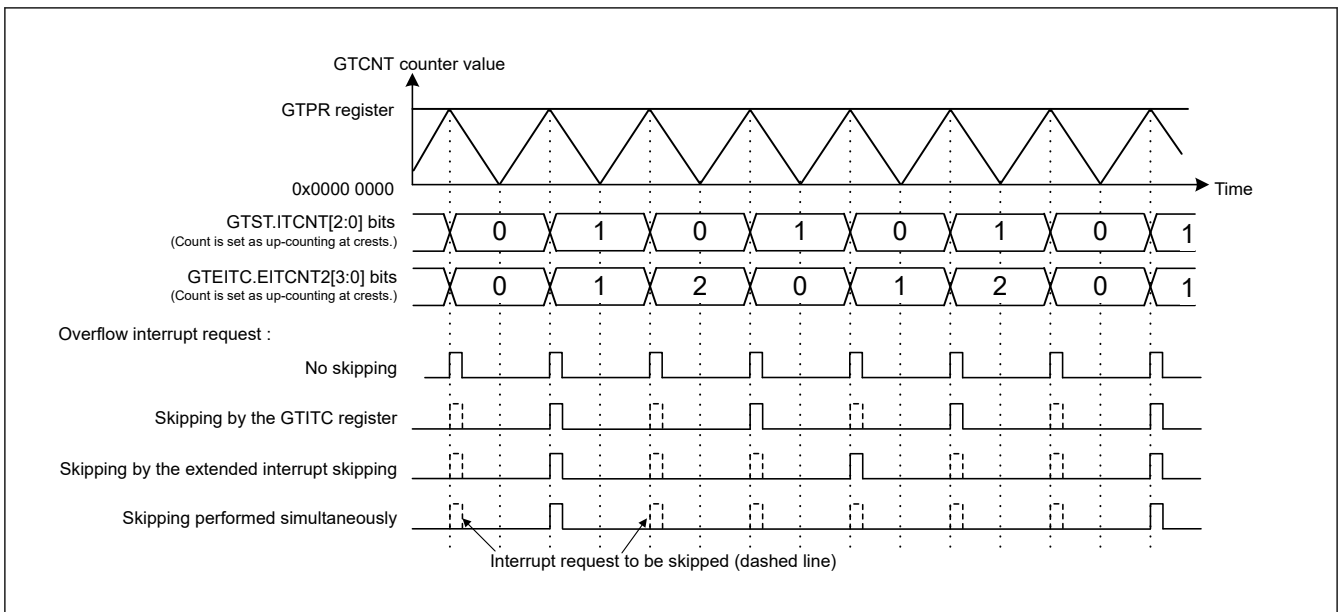 GTCNT counter value
GTPR register
0x0000 0000
Time
GTST.ITCNT[2:0] bits
(Count is set as up-counting at crests.)
0 1 0 1 0 1 0 1
GTEITC.EITCNT2[3:0] bits
(Count is set as up-counting at crests.)
0 1 2 0 1 2 0 1
Overflow interrupt request :
No skipping
Skipping by the GTITC register
Skipping by the extended interrupt skipping
Skipping performed simultaneously
Interrupt request to be skipped (dashed line)